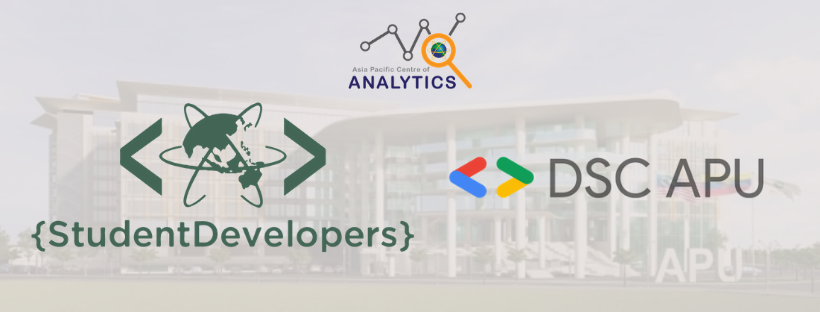 Asia Pacific Centre of
ANALYTICS
{StudentDevelopers}
DSC APU
APU